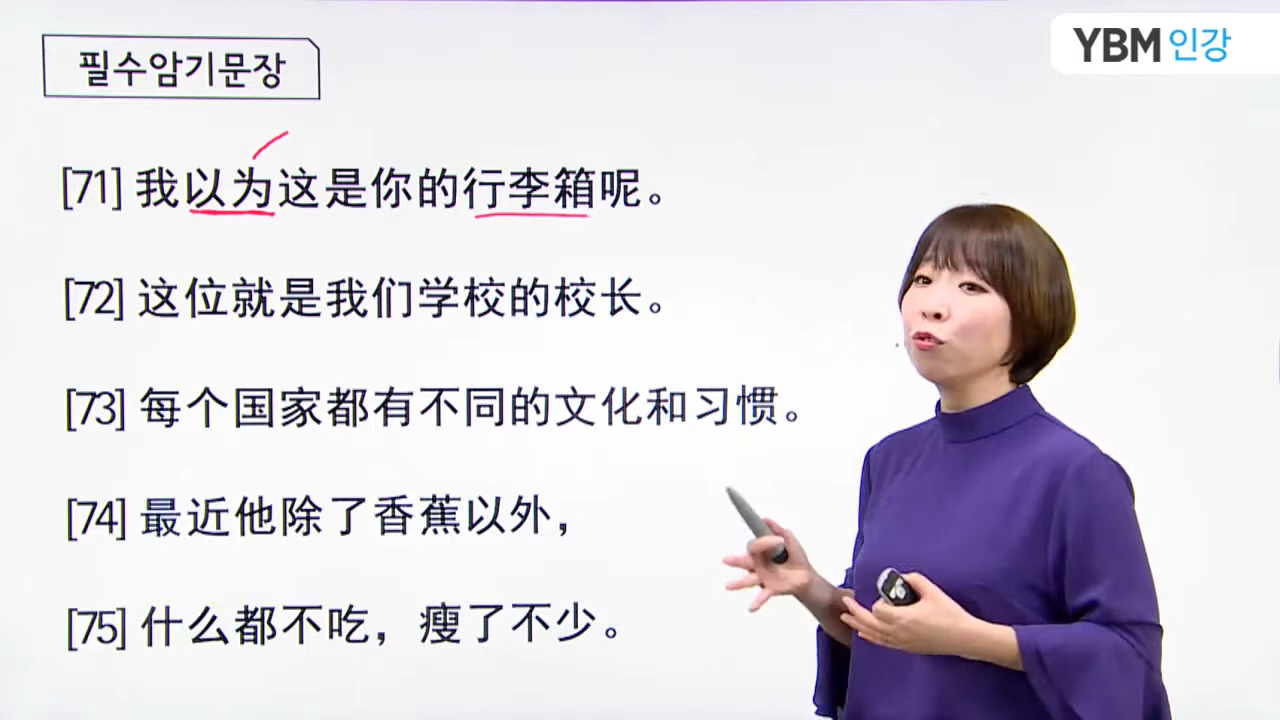 필수암기문장
YBM 인강
[71] 我以为这是你的行李箱呢。
[72] 这位就是我们学校的校长。
[73] 每个国家都有不同的文化和习惯。
[74] 最近他除了香蕉以外，
[75] 什么都不吃，瘦了不少。